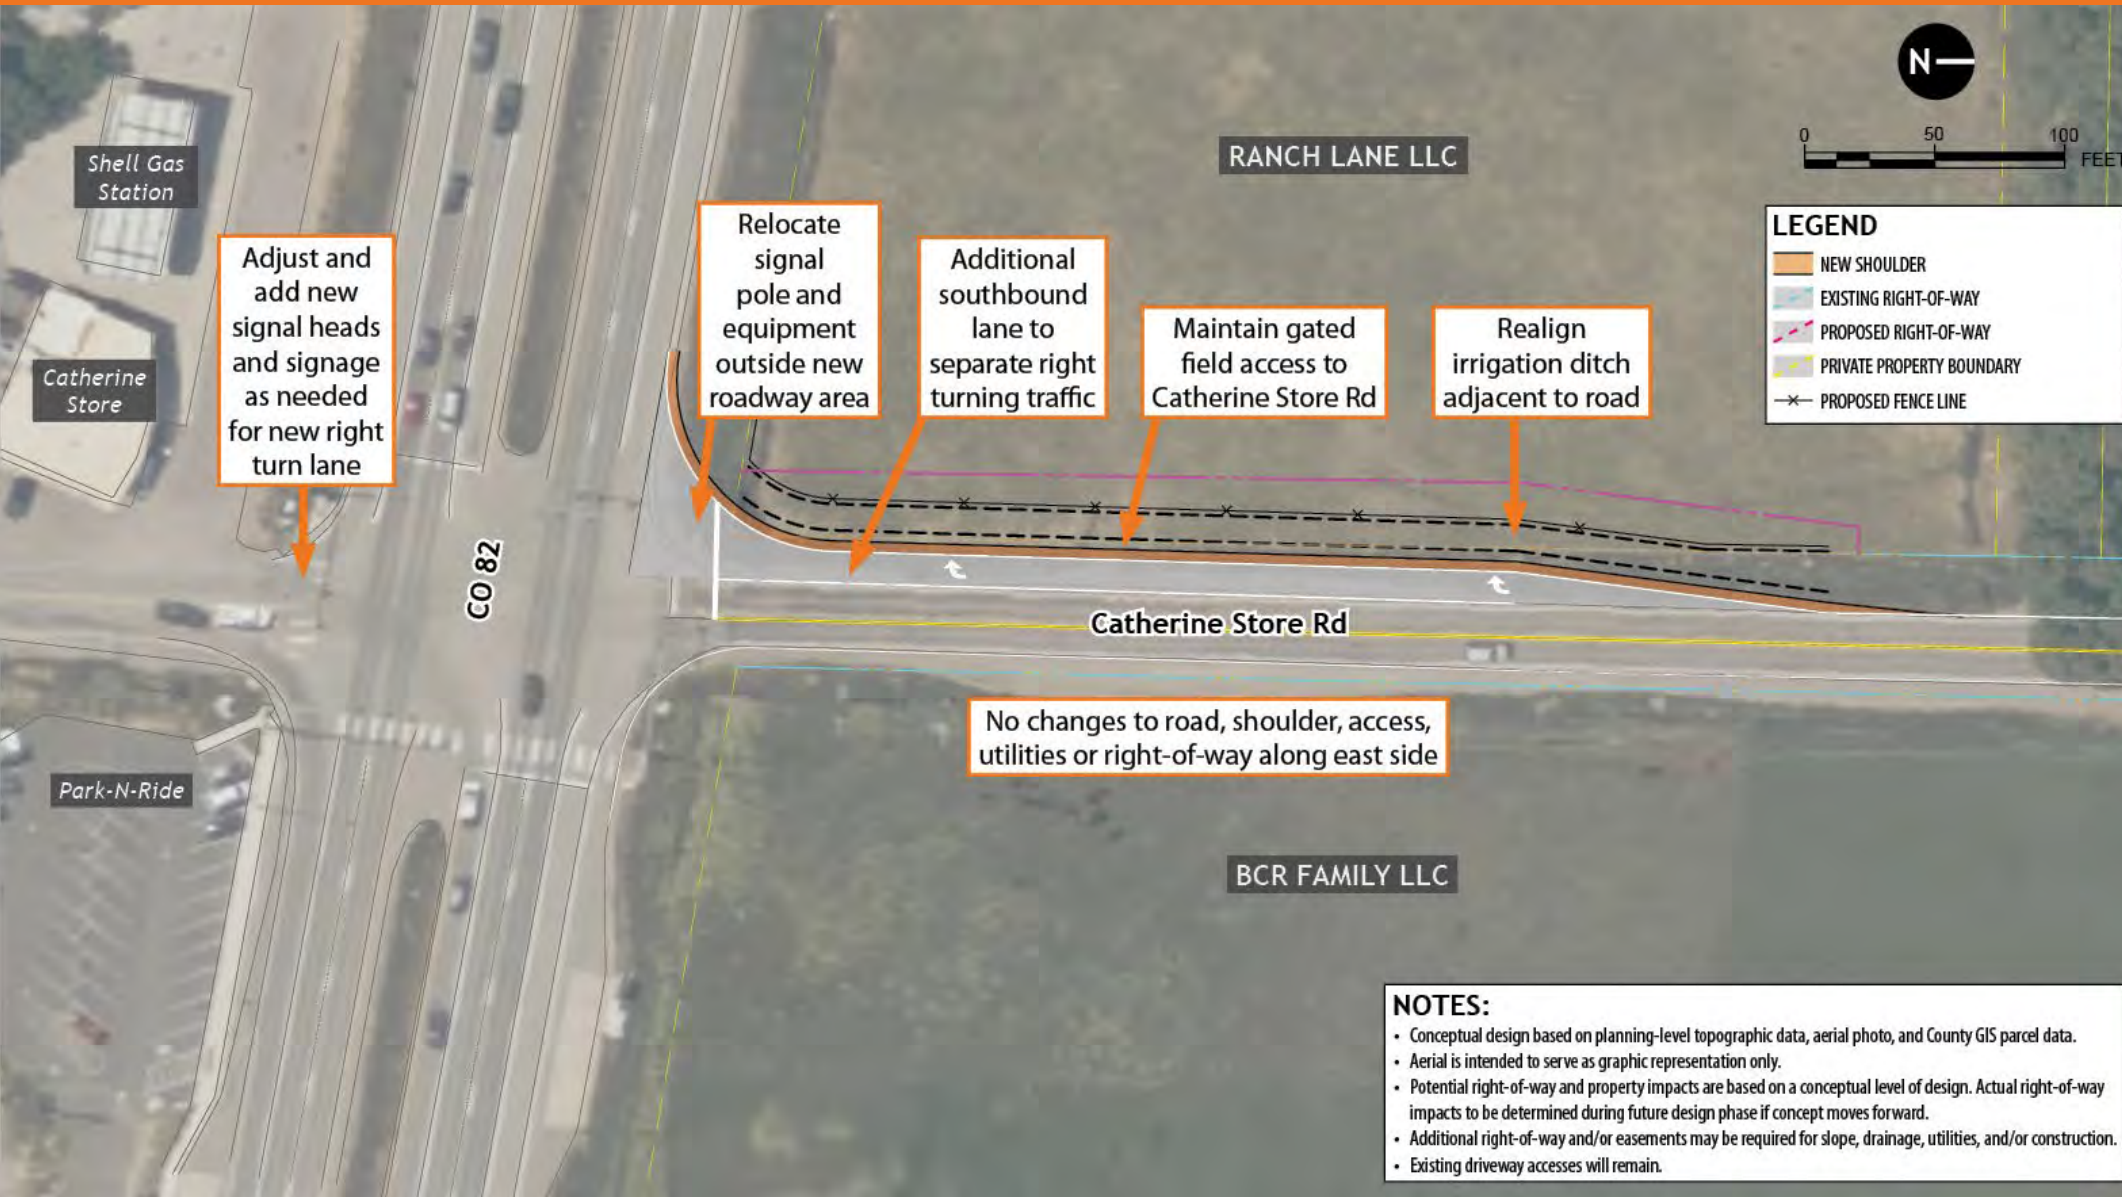 N
0 50 100
FEET
RANCH LANE LLC
Shell Gas
Station
Catherine
Store
Adjust and
add new
signal heads
and signage
as needed
for new right
turn lane
Relocate
signal
pole and
equipment
outside new
roadway area
Additional
southbound
lane to
separate right
turning traffic
Maintain gated
field access to
Catherine Store Rd
Realign
irrigation ditch
adjacent to road
LEGEND
NEW SHOULDER
EXISTING RIGHT-OF-WAY
PROPOSED RIGHT-OF-WAY
PRIVATE PROPERTY BOUNDARY
PROPOSED FENCE LINE
CO 82
Catherine Store Rd
No changes to road, shoulder, access,
utilities or right-of-way along east side
Park-N-Ride
BCR FAMILY LLC
NOTES:
• Conceptual design based on planning-level topographic data, aerial photo, and County GIS parcel data.
• Aerial is intended to serve as graphic representation only.
• Potential right-of-way and property impacts are based on a conceptual level of design. Actual right-of-way
impacts to be determined during future design phase if concept moves forward.
• Additional right-of-way and/or easements may be required for slope, drainage, utilities, and/or construction.
• Existing driveway accesses will remain.